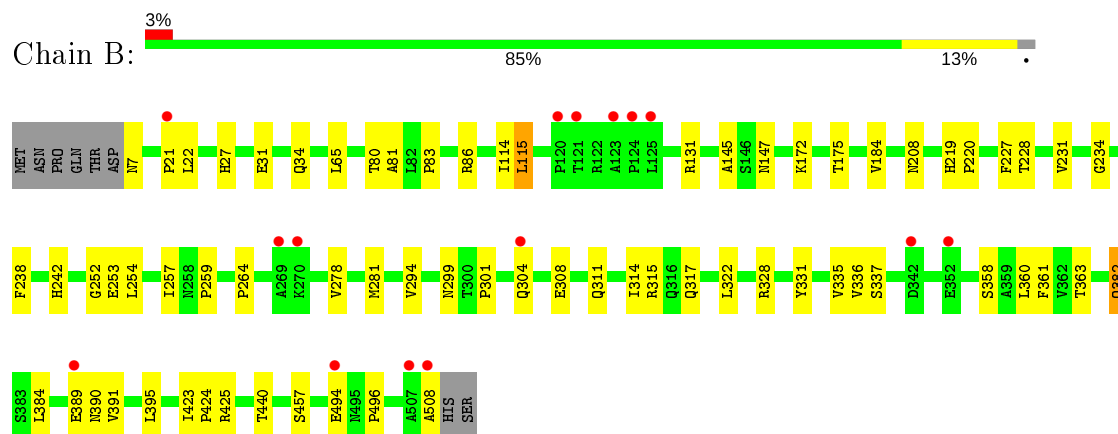 3%
Chain B:
85% 13% •
MET ASN PRO GLN THR ASP N7 P21 L22 H27 E31 Q34 L65 T80 A81 L82 P83 R86 I114 L115 P120 T121 R122 A123 P124 L125 R131 A145 S146 N147 K172 T175 V184 N208 H219 P220 F227 T228 V231 G234
F238 H242 G252 E253 L254 I257 N258 P259 P264 A269 K270 V278 M281 V294 N299 T300 P301 Q304 E308 Q311 I314 R315 Q316 Q317 L322 R328 Y331 V335 V336 S337 D342 E352 S358 A359 L360 F361 V362 T363
S383 L384 E389 N390 V391 L395 I423 P424 R425 T440 S457 E494 N495 P496 A507 A508 HIS SER